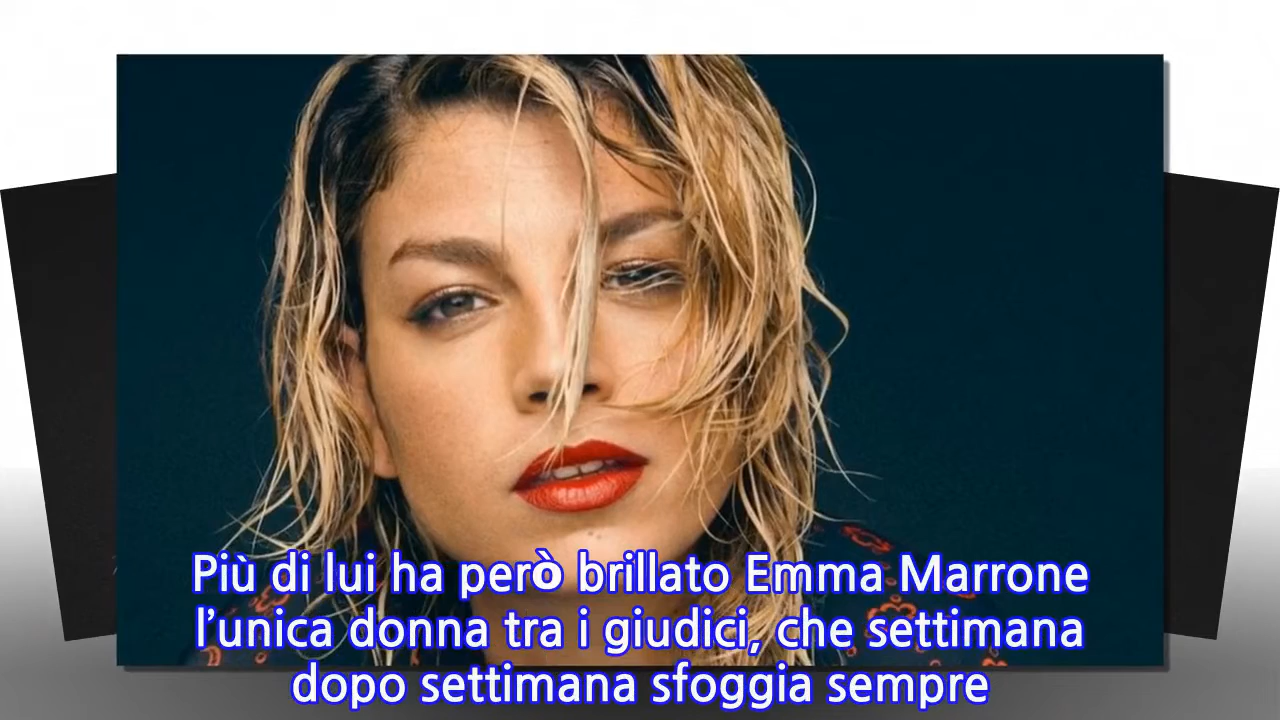 Più di lui ha però brillato Emma Marrone
l'unica donna tra i giudici, che settimana
dopo settimana sfoggia sempre